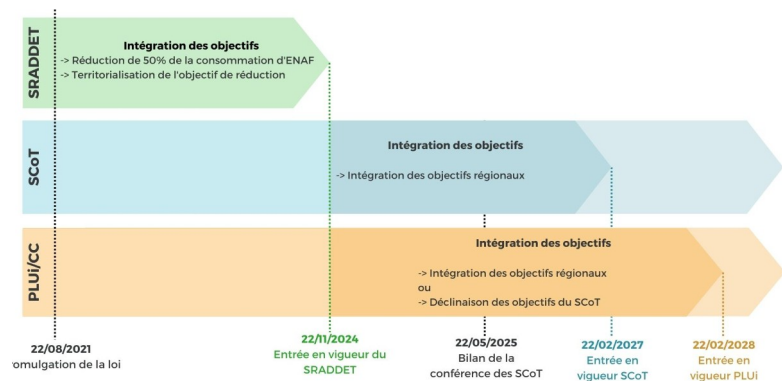 SRADDET
Intégration des objectifs
-> Réduction de 50% de la consommation d'ENAF
-> Territorialisation de l'objectif de réduction
SCoT
Intégration des objectifs
-> Intégration des objectifs régionaux
PLUi/CC
Intégration des objectifs
-> Intégration des objectifs régionaux
ou
-> Déclinaison des objectifs du SCoT
22/08/2021
omulgation de la loi
22/11/2024
Entrée en vigueur du
SRADDET
22/05/2025
Bilan de la
conférence des SCoT
22/02/2027
Entrée en
vigueur SCoT
22/02/2028
Entrée en
vigueur PLUi